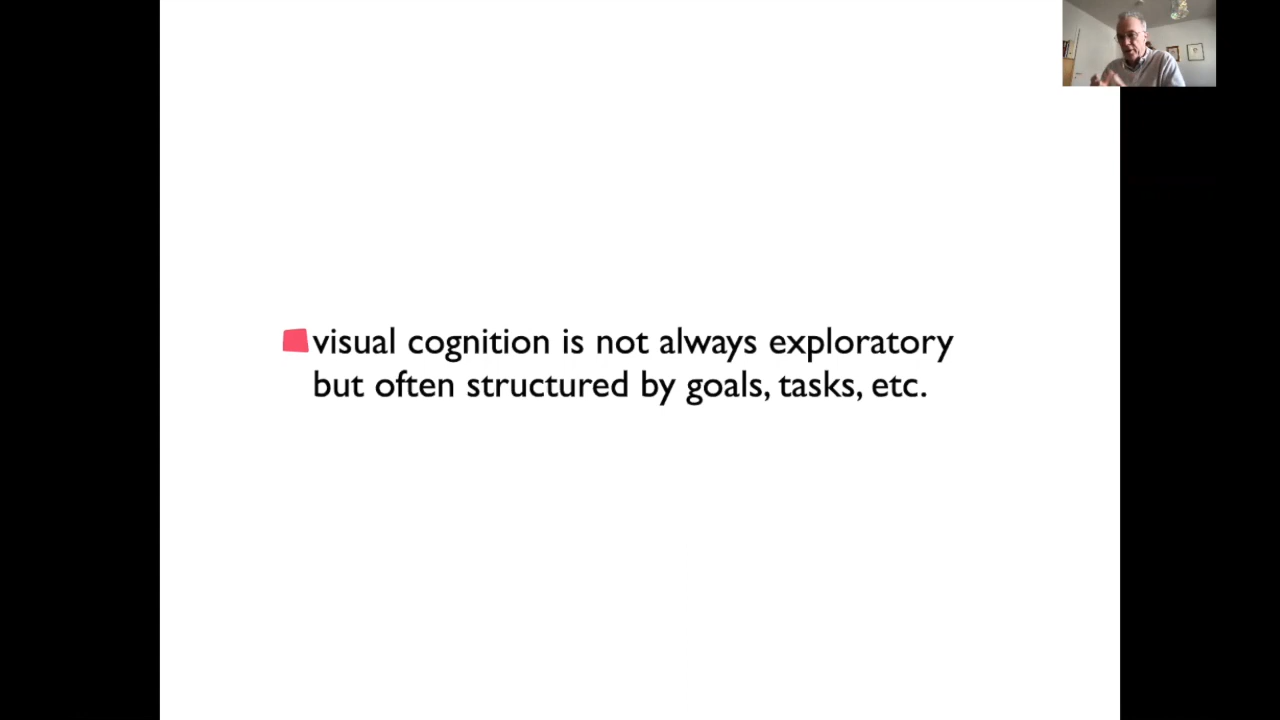 visual cognition is not always exploratory
but often structured by goals, tasks, etc.